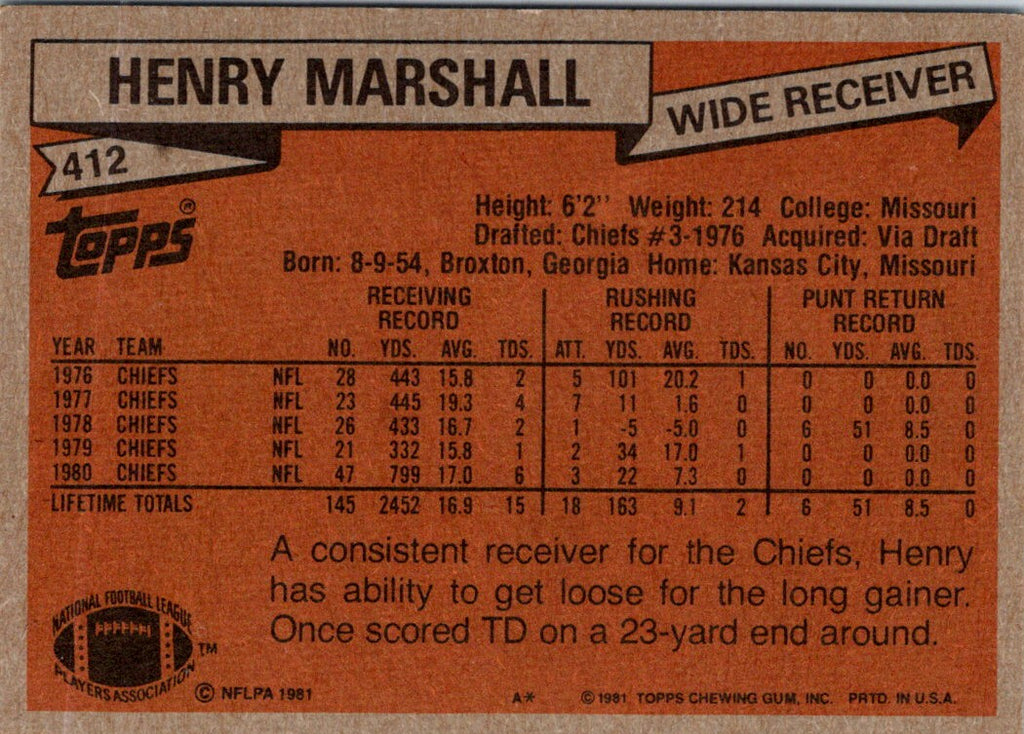 HENRY MARSHALL
WIDE RECEIVER
412
TOPPS®
Height: 6'2" Weight: 214 College: Missouri
Drafted: Chiefs #3-1976 Acquired: Via Draft
Born: 8-9-54, Broxton, Georgia Home: Kansas City, Missouri
RECEIVING RECORD RUSHING RECORD PUNT RETURN RECORD
YEAR TEAM NO. YDS. AVG. TDS. ATT. YDS. AVG. TDS. NO. YDS. AVG. TDS.
1976 CHIEFS NFL 28 443 15.8 2 5 101 20.2 1 0 0 0.0 0
1977 CHIEFS NFL 23 445 19.3 4 7 11 1.6 0 0 0 0.0 0
1978 CHIEFS NFL 26 433 16.7 2 1 -5 -5.0 0 6 51 8.5 0
1979 CHIEFS NFL 21 332 15.8 1 2 34 17.0 1 0 0 0.0 0
1980 CHIEFS NFL 47 799 17.0 6 3 22 7.3 0 0 0 0.0 0
LIFETIME TOTALS 145 2452 16.9 15 18 163 9.1 2 6 51 8.5 0
A consistent receiver for the Chiefs, Henry
has ability to get loose for the long gainer.
Once scored TD on a 23-yard end around.
NATIONAL FOOTBALL LEAGUE
PLAYERS ASSOCIATION
TM
© NFLPA 1981
A* © 1981 TOPPS CHEWING GUM, INC. PRTD. IN U.S.A.